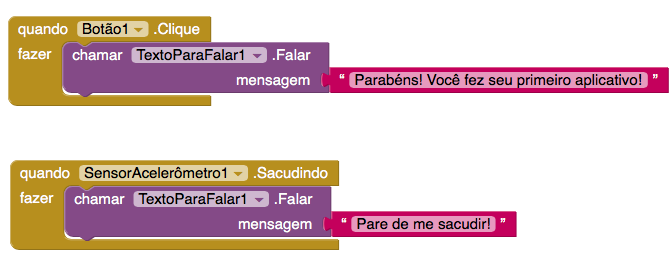 quando Botão1 .Clique
fazer chamar TextoParaFalar1 .Falar
mensagem “ Parabéns! Você fez seu primeiro aplicativo! ”
quando SensorAcelerômetro1 .Sacudindo
fazer chamar TextoParaFalar1 .Falar
mensagem “ Pare de me sacudir! ”